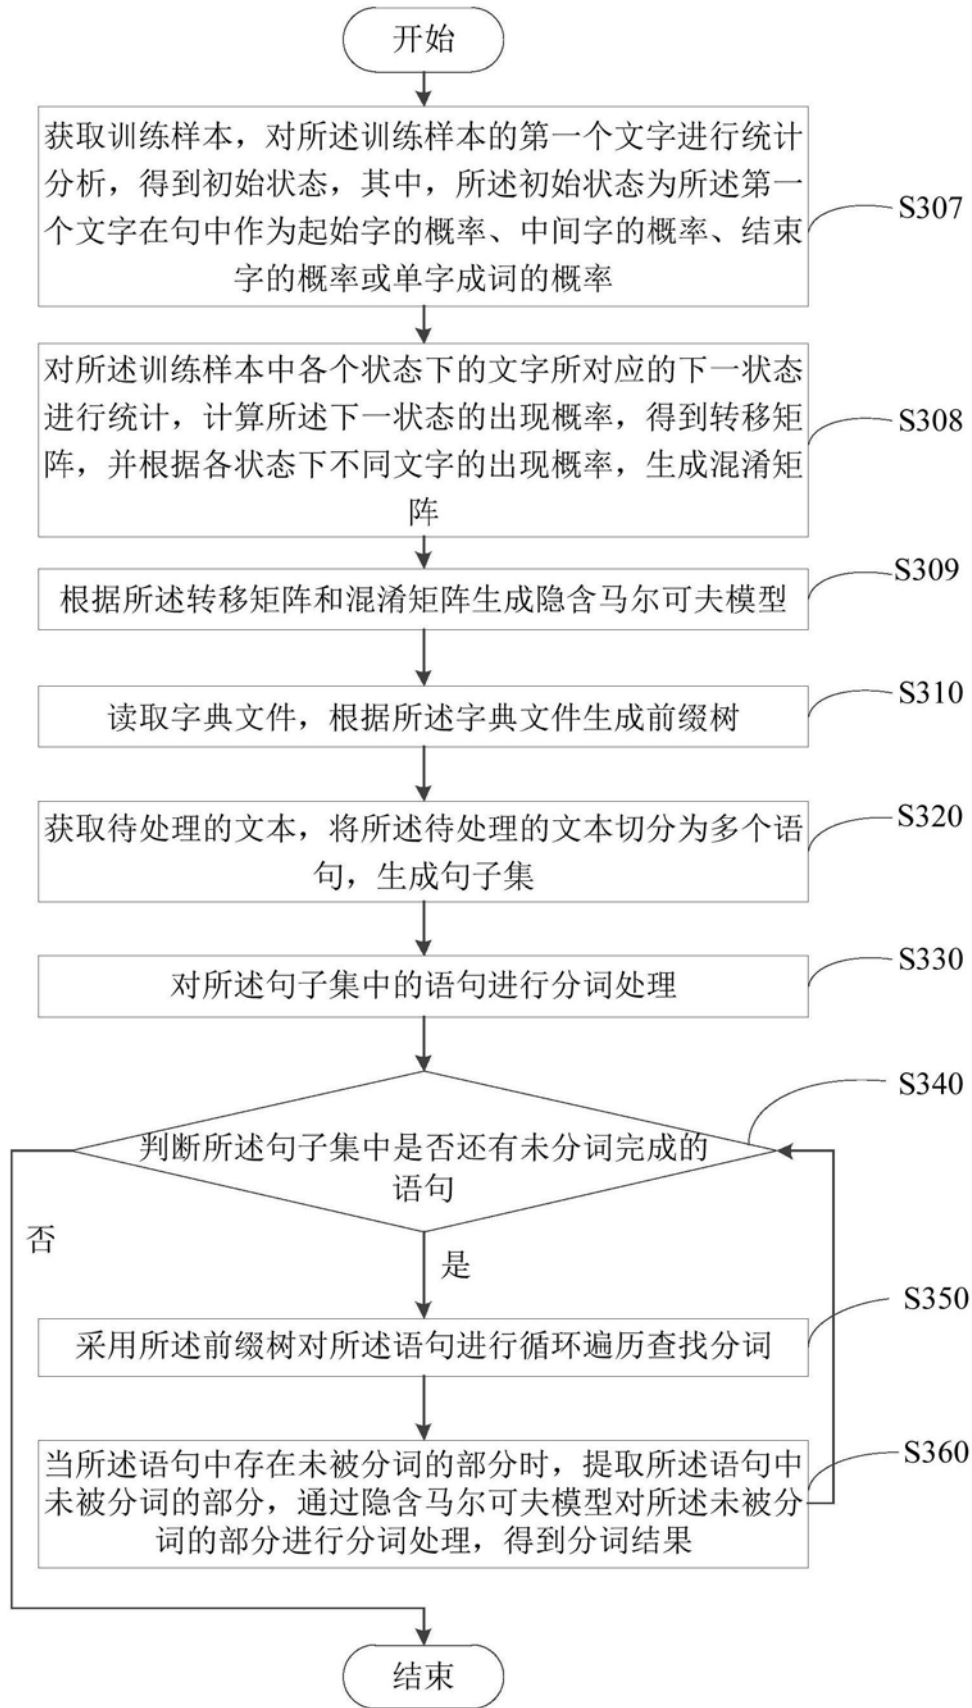 开始
获取训练样本，对所述训练样本的第一个文字进行统计
分析，得到初始状态，其中，所述初始状态为所述第一
个文字在句中作为起始字的概率、中间字的概率、结束
字的概率或单字成词的概率
S307
对所述训练样本中各个状态下的文字所对应的下一状态
进行统计，计算所述下一状态的出现概率，得到转移矩
阵，并根据各状态下不同文字的出现概率，生成混淆矩
阵
S308
根据所述转移矩阵和混淆矩阵生成隐含马尔可夫模型
S309
读取字典文件，根据所述字典文件生成前缀树
S310
获取待处理的文本，将所述待处理的文本切分为多个语
句，生成句子集
S320
对所述句子集中的语句进行分词处理
S330
判断所述句子集中是否还有未分词完成的
语句
S340
否
是
采用所述前缀树对所述语句进行循环遍历查找分词
S350
当所述语句中存在未被分词的部分时，提取所述语句中
未被分词的部分，通过隐含马尔可夫模型对所述未被分
词的部分进行分词处理，得到分词结果
S360
结束